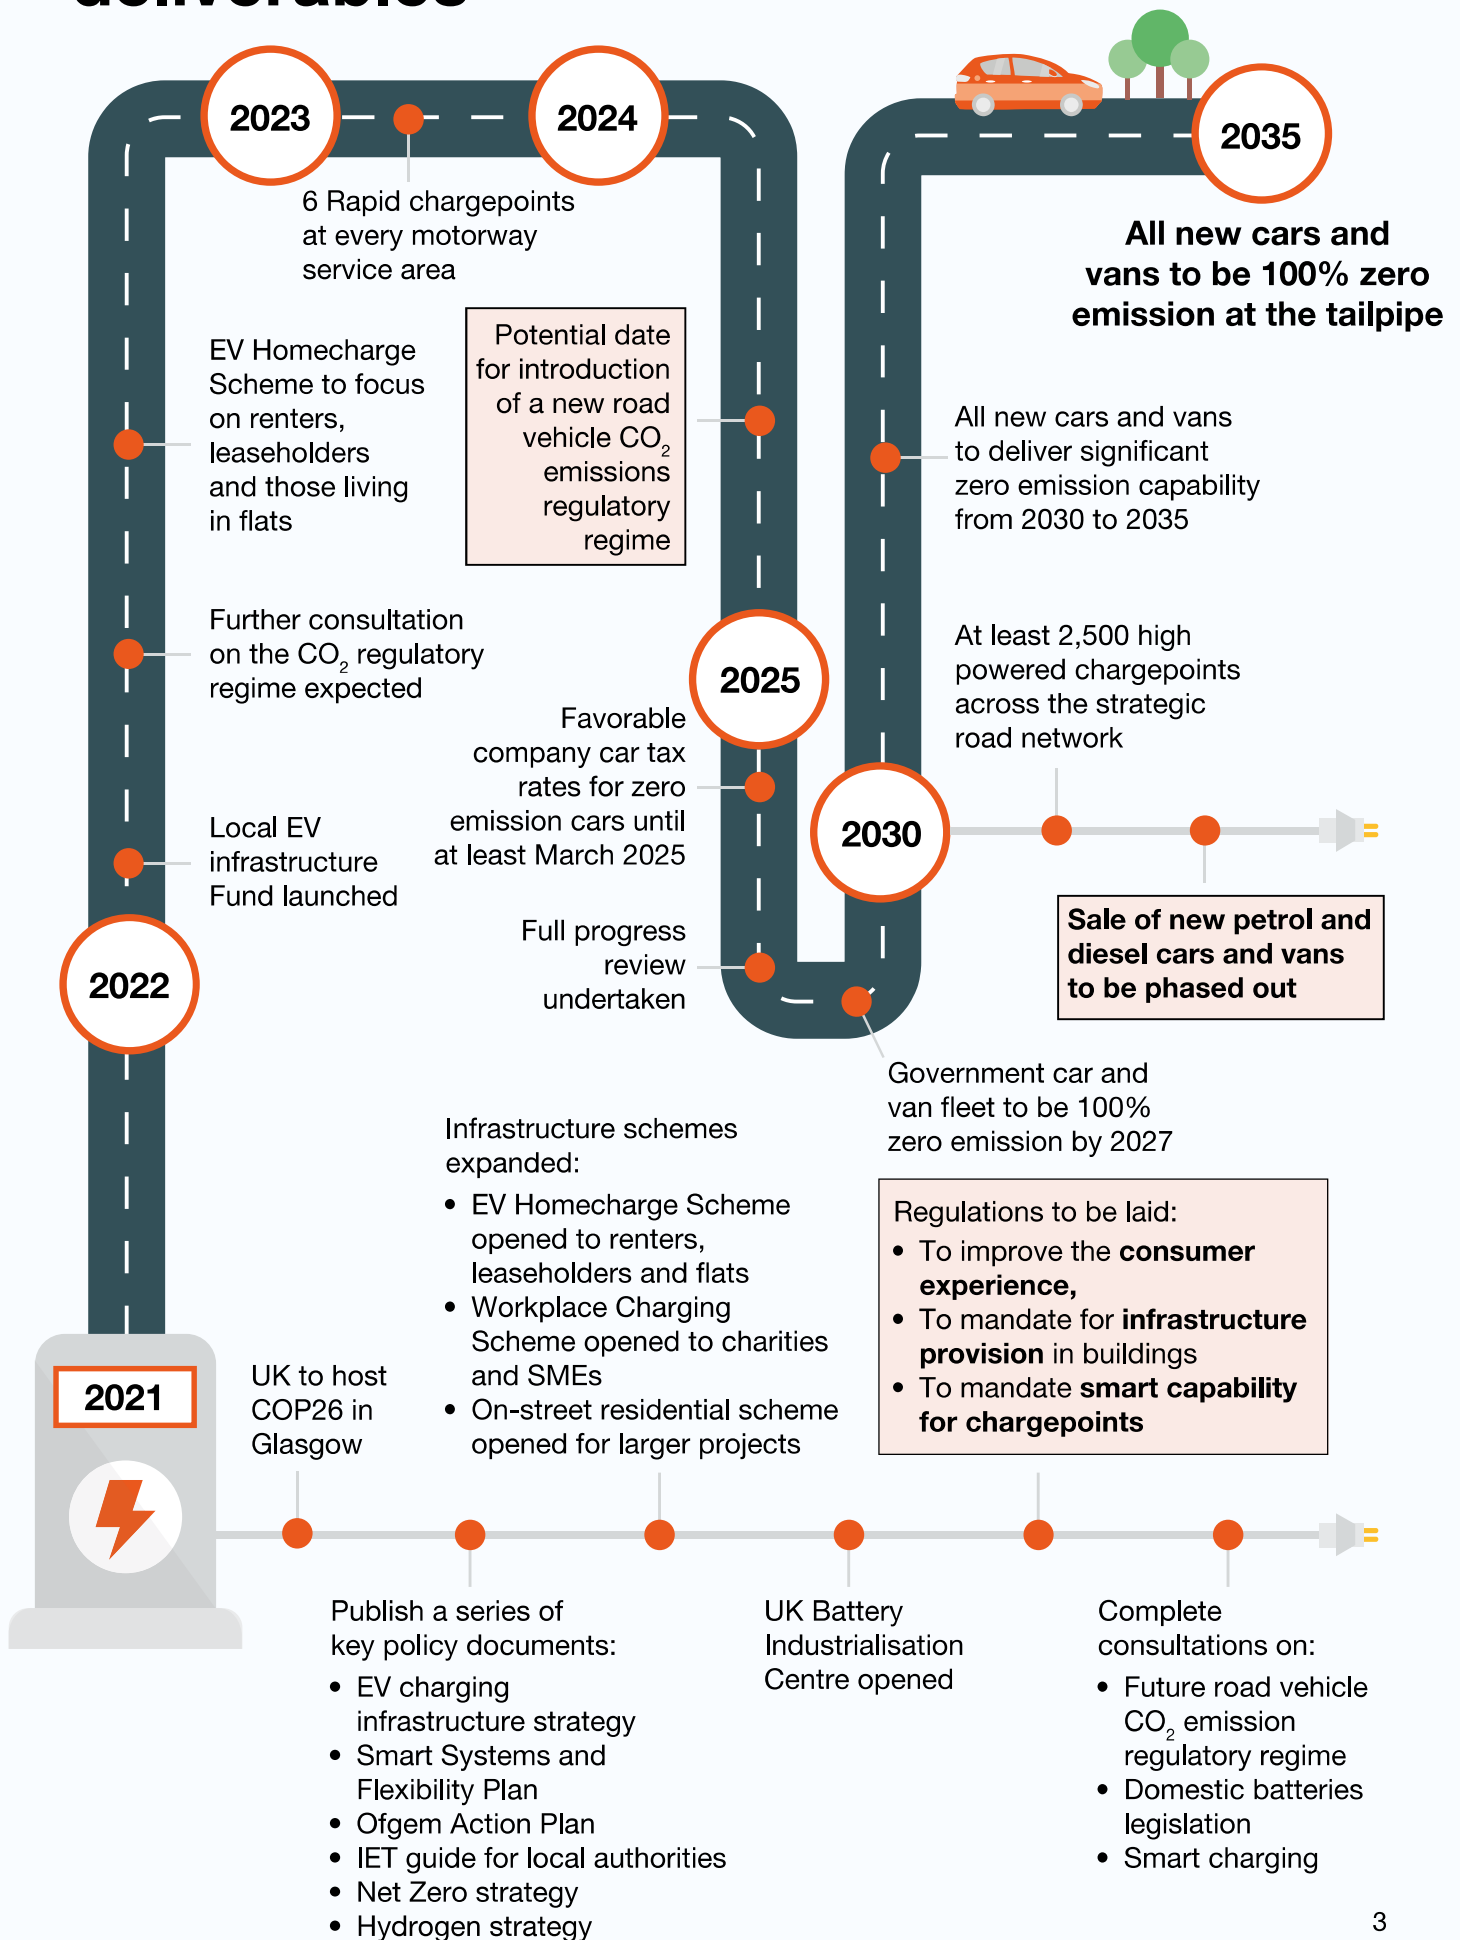 deliverables
2023
2024
2035
6 Rapid chargepoints
at every motorway
service area
All new cars and
vans to be 100% zero
emission at the tailpipe
EV Homecharge
Scheme to focus
on renters,
leaseholders
and those living
in flats
Potential date
for introduction
of a new road
vehicle CO₂
emissions
regulatory
regime
All new cars and vans
to deliver significant
zero emission capability
from 2030 to 2035
Further consultation
on the CO₂ regulatory
regime expected
2025
At least 2,500 high
powered chargepoints
across the strategic
road network
Favorable
company car tax
rates for zero
emission cars until
at least March 2025
Local EV
infrastructure
Fund launched
2030
Sale of new petrol and
diesel cars and vans
to be phased out
Full progress
review
undertaken
2022
Government car and
van fleet to be 100%
zero emission by 2027
Infrastructure schemes
expanded:
• EV Homecharge Scheme
opened to renters,
leaseholders and flats
• Workplace Charging
Scheme opened to charities
and SMEs
• On-street residential scheme
opened for larger projects
Regulations to be laid:
• To improve the consumer
experience,
• To mandate for infrastructure
provision in buildings
• To mandate smart capability
for chargepoints
2021
UK to host
COP26 in
Glasgow
Publish a series of
key policy documents:
• EV charging
infrastructure strategy
• Smart Systems and
Flexibility Plan
• Ofgem Action Plan
• IET guide for local authorities
• Net Zero strategy
• Hydrogen strategy
UK Battery
Industrialisation
Centre opened
Complete
consultations on:
• Future road vehicle
CO₂ emission
regulatory regime
• Domestic batteries
legislation
• Smart charging
3